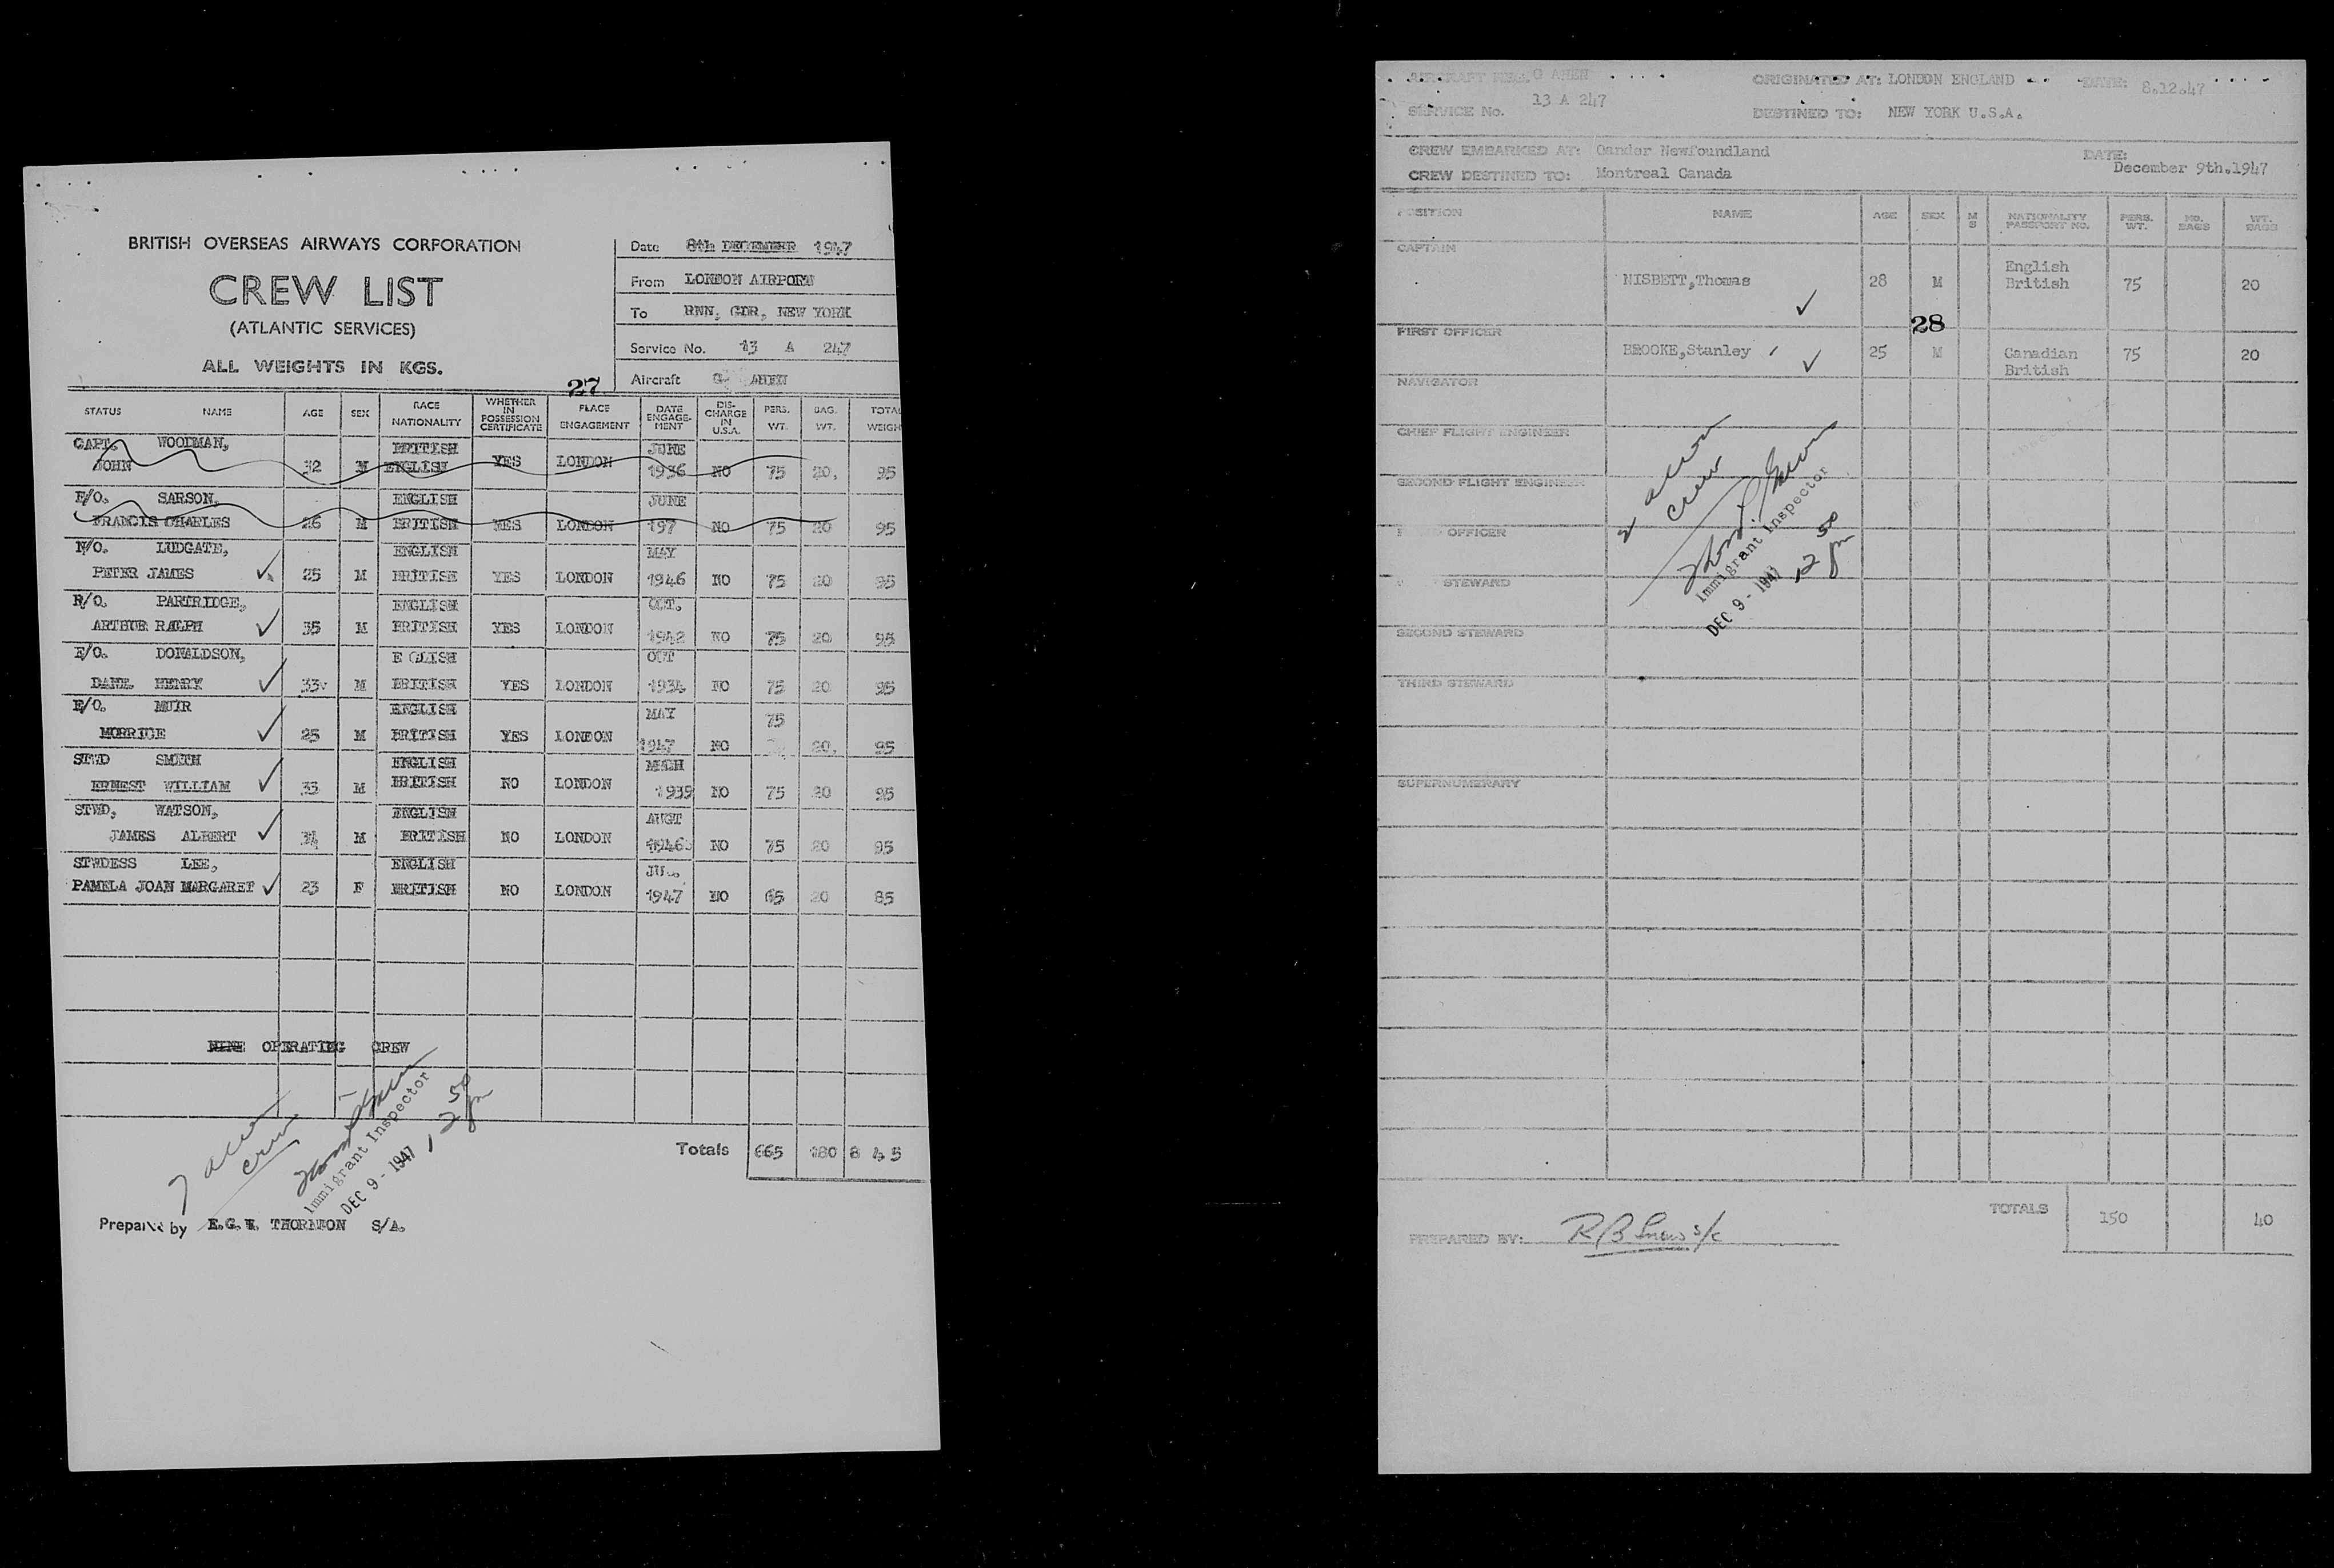 BRITISH OVERSEAS AIRWAYS CORPORATION
CREW LIST
(ATLANTIC SERVICES)
ALL WEIGHTS IN KGS.
27
Date 8th DECEMBER 1947
From LONDON AIRPORT
To RNN, GDR, NEW YORK
Service No. 13 A 247
Aircraft G- AHEN
STATUS NAME AGE SEX RACE NATIONALITY WHETHER IN POSSESSION CERTIFICATE PLACE ENGAGEMENT DATE ENGAGE-MENT DIS-CHARGE IN U.S.A. PERS. WT. BAG. WT. TOTAL WEIGH
CAPT. WOODMAN, BRITISH JUNE
JOHN 32 M ENGLISH YES LONDON 1936 NO 75 20, 95
F/O. SARSON, ENGLISH JUNE
FRANCIS CHARLES 26 M BRITISH YES LONDON 197 NO 75 20 95
N/O. LUDGATE, ENGLISH MAY
PETER JAMES 25 M BRITISH YES LONDON 1946 NO 75 20 95
R/O. PARTRIDGE, ENGLISH OCT.
ARTHUR RALPH 35 M BRITISH YES LONDON 1942 NO 75 20 95
E/O. DONALDSON, E GLISH OCT
DANL HENRY 33 M BRITISH YES LONDON 1934 NO 75 20 95
E/O. MUIR ENGLISH MAY 75
25 M BRITISH YES LONDON 1947 NO 20, 95
STWD SMITH ENGLISH MRCH
ERNEST WILLIAM 33 M BRITISH NO LONDON 1939 NO 75 20 95
STWD, WATSON, ENGLISH AUGT
JAMES ALBERT 34 M BRITISH NO LONDON 1946 NO 75 20 95
STWDESS LEE, ENGLISH
PAMELA JOAN MARGARET 23 F BRITISH NO LONDON 1947 NO 65 20 85
NINE OPERATING CREW
7 alien
crew
Immigrant Inspector
DEC 9 - 1947
12 50 pm
Totals 665 180 8 45
Prepared by E.G.W. THORNTON S/A.
AIRCRAFT REG. G AHEN ORIGINATED AT: LONDON ENGLAND DATE: 8.12.47
SERVICE No. 13 A 247 DESTINED TO: NEW YORK U.S.A.
CREW EMBARKED AT: Gander Newfoundland DATE:
CREW DESTINED TO: Montreal Canada December 9th.1947
POSITION NAME AGE SEX M S NATIONALITY PASSPORT NO. PERS. WT. NO. BAGS WT. BAGS
CAPTAIN
English
NISBETT,Thomas 28 M British 75 20
28
FIRST OFFICER
BROOKE,Stanley 25 M Canadian 75 20
British
NAVIGATOR
CHIEF FLIGHT ENGINEER
SECOND FLIGHT ENGINEER
OFFICER
STEWARD
SECOND STEWARD
THIRD STEWARD
SUPERNUMERARY
2 alien
crew
Immigrant Inspector
DEC 9 - 1947
12 50 pm
TOTALS 150 40
PREPARED BY: R B Snow s/c